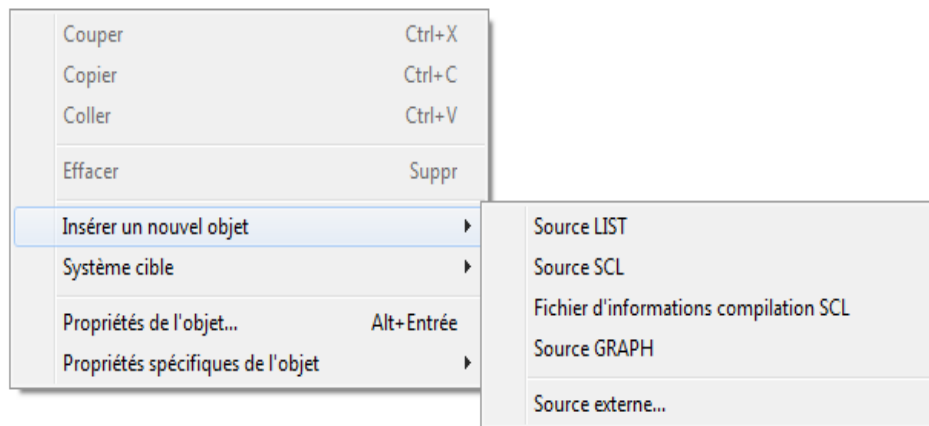 Couper Ctrl+X
Copier Ctrl+C
Coller Ctrl+V
Effacer Suppr
Insérer un nouvel objet
Système cible
Propriétés de l'objet... Alt+Entrée
Propriétés spécifiques de l'objet
Source LIST
Source SCL
Fichier d'informations compilation SCL
Source GRAPH
Source externe...